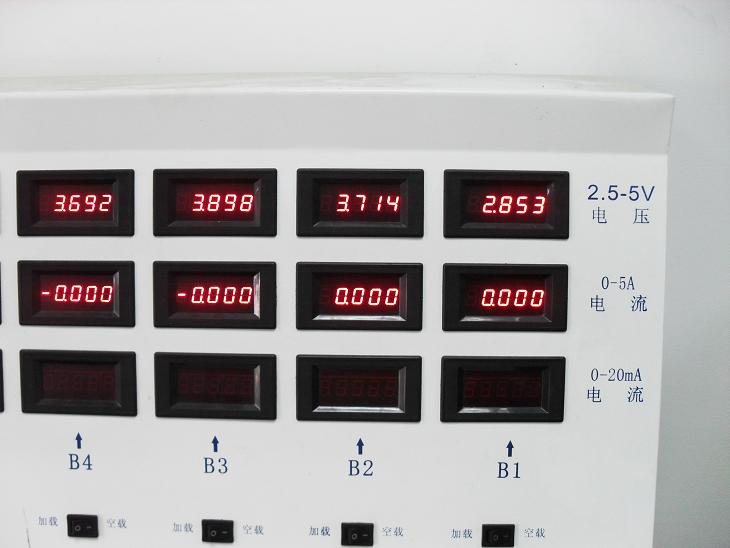 3.692 3.898 3.714 2.853 2.5-5V
电 压
-0.000 -0.000 0.000 0.000 0-5A
电 流
0-20mA
电 流
B4 B3 B2 B1
加载 空载 加载 空载 加载 空载 加载 空载